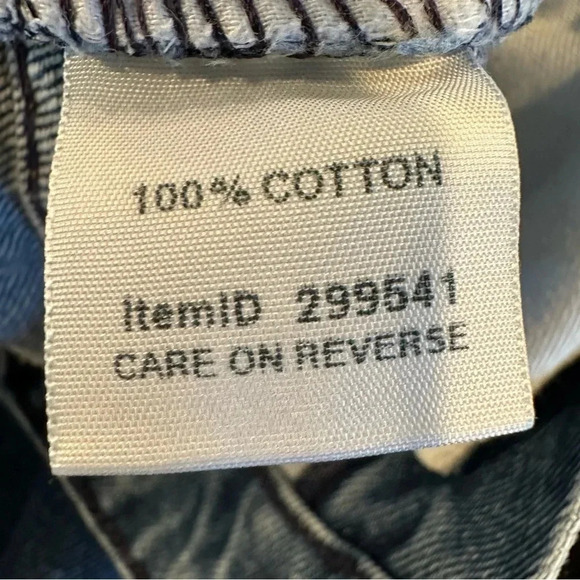 100% COTTON
ItemID 299541
CARE ON REVERSE